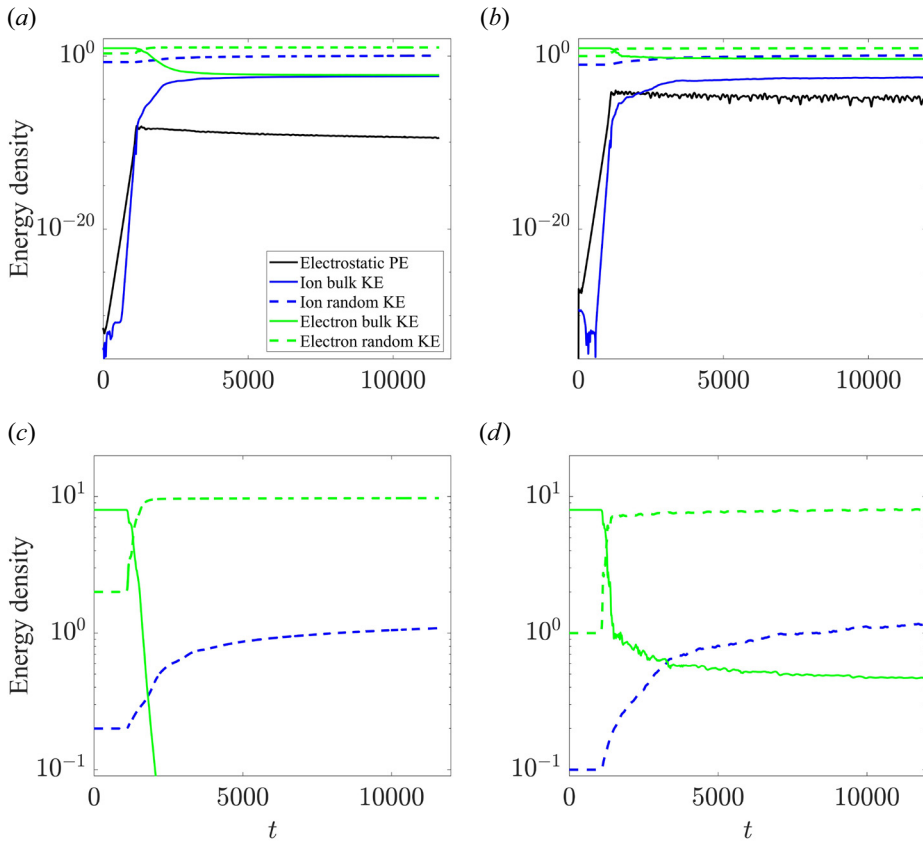 (a)
(b)
10^0
10^-20
Energy density
0
5000
10000
Electrostatic PE
Ion bulk KE
Ion random KE
Electron bulk KE
Electron random KE
10^0
10^-20
0
5000
10000
(c)
(d)
10^1
10^0
10^-1
Energy density
0
5000
10000
t
10^1
10^0
10^-1
0
5000
10000
t